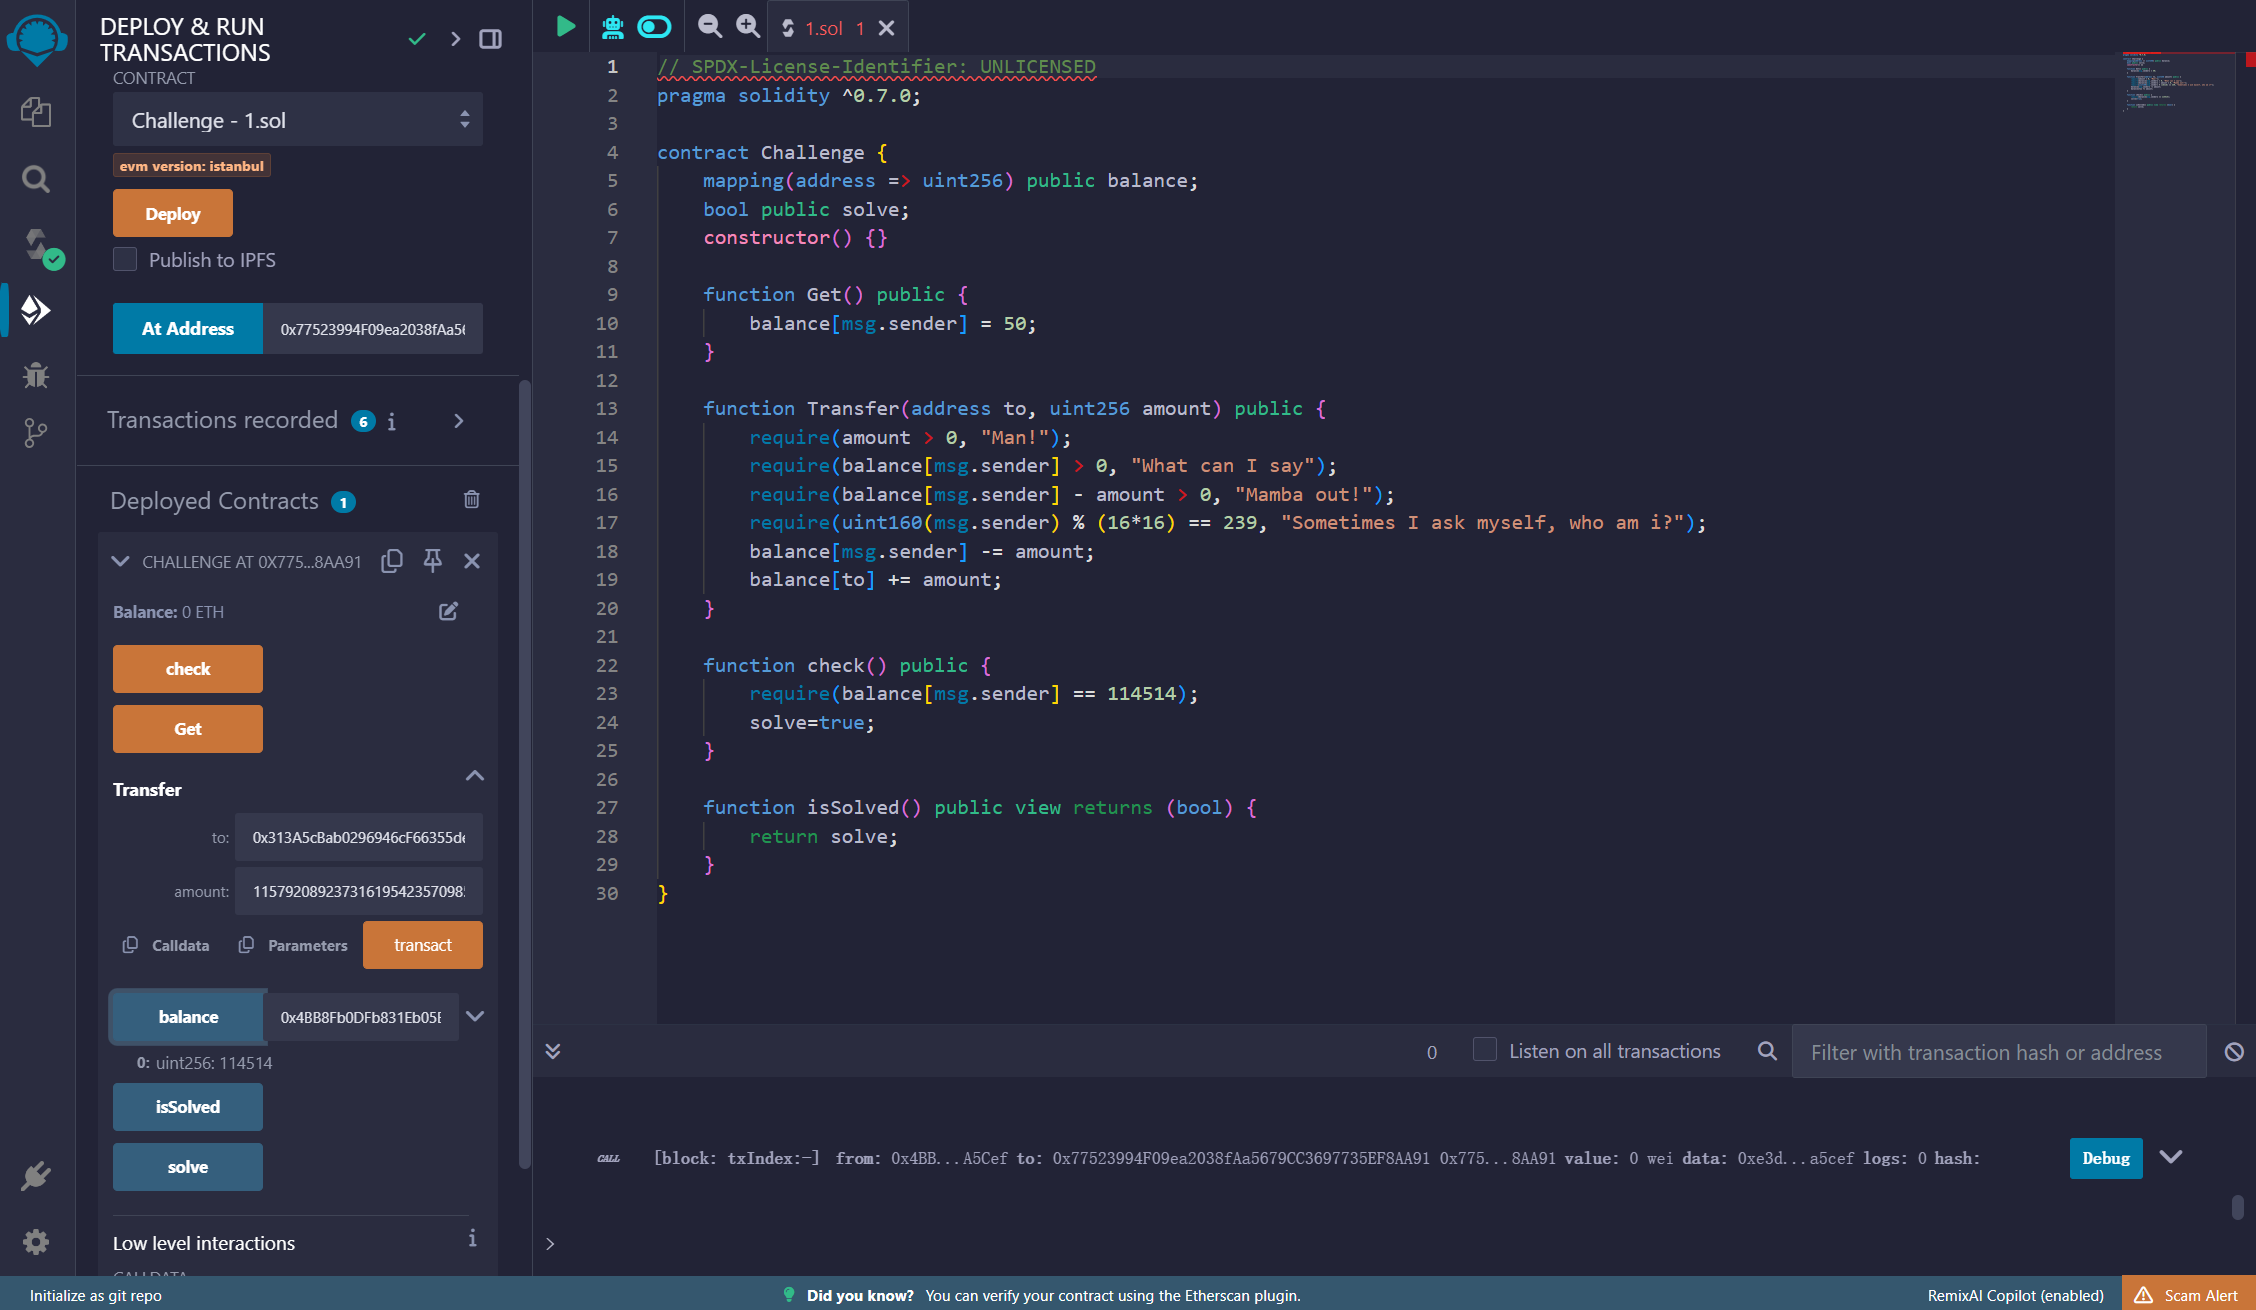 DEPLOY & RUN
TRANSACTIONS
CONTRACT
Challenge - 1.sol
evm version: istanbul
Deploy
Publish to IPFS
At Address 0x77523994F09ea2038fAa56
Transactions recorded 6 i
Deployed Contracts 1
CHALLENGE AT 0X775...8AA91
Balance: 0 ETH
check
Get
Transfer
to: 0x313A5cBab0296946cF66355de
amount: 115792089237316195423570985
Calldata Parameters transact
balance 0x4BB8Fb0DFb831Eb05E
0: uint256: 114514
isSolved
solve
Low level interactions i
CALLDATA
1.sol 1
1 // SPDX-License-Identifier: UNLICENSED
2 pragma solidity ^0.7.0;
3
4 contract Challenge {
5 mapping(address => uint256) public balance;
6 bool public solve;
7 constructor() {}
8
9 function Get() public {
10 balance[msg.sender] = 50;
11 }
12
13 function Transfer(address to, uint256 amount) public {
14 require(amount > 0, "Man!");
15 require(balance[msg.sender] > 0, "What can I say");
16 require(balance[msg.sender] - amount > 0, "Mamba out!");
17 require(uint160(msg.sender) % (16*16) == 239, "Sometimes I ask myself, who am i?");
18 balance[msg.sender] -= amount;
19 balance[to] += amount;
20 }
21
22 function check() public {
23 require(balance[msg.sender] == 114514);
24 solve=true;
25 }
26
27 function isSolved() public view returns (bool) {
28 return solve;
29 }
30 }
0 Listen on all transactions Filter with transaction hash or address
CALL [block: txIndex:-] from: 0x4BB...A5Cef to: 0x77523994F09ea2038fAa5679CC3697735EF8AA91 0x775...8AA91 value: 0 wei data: 0xe3d...a5cef logs: 0 hash: Debug
>
Initialize as git repo Did you know? You can verify your contract using the Etherscan plugin. RemixAI Copilot (enabled) Scam Alert